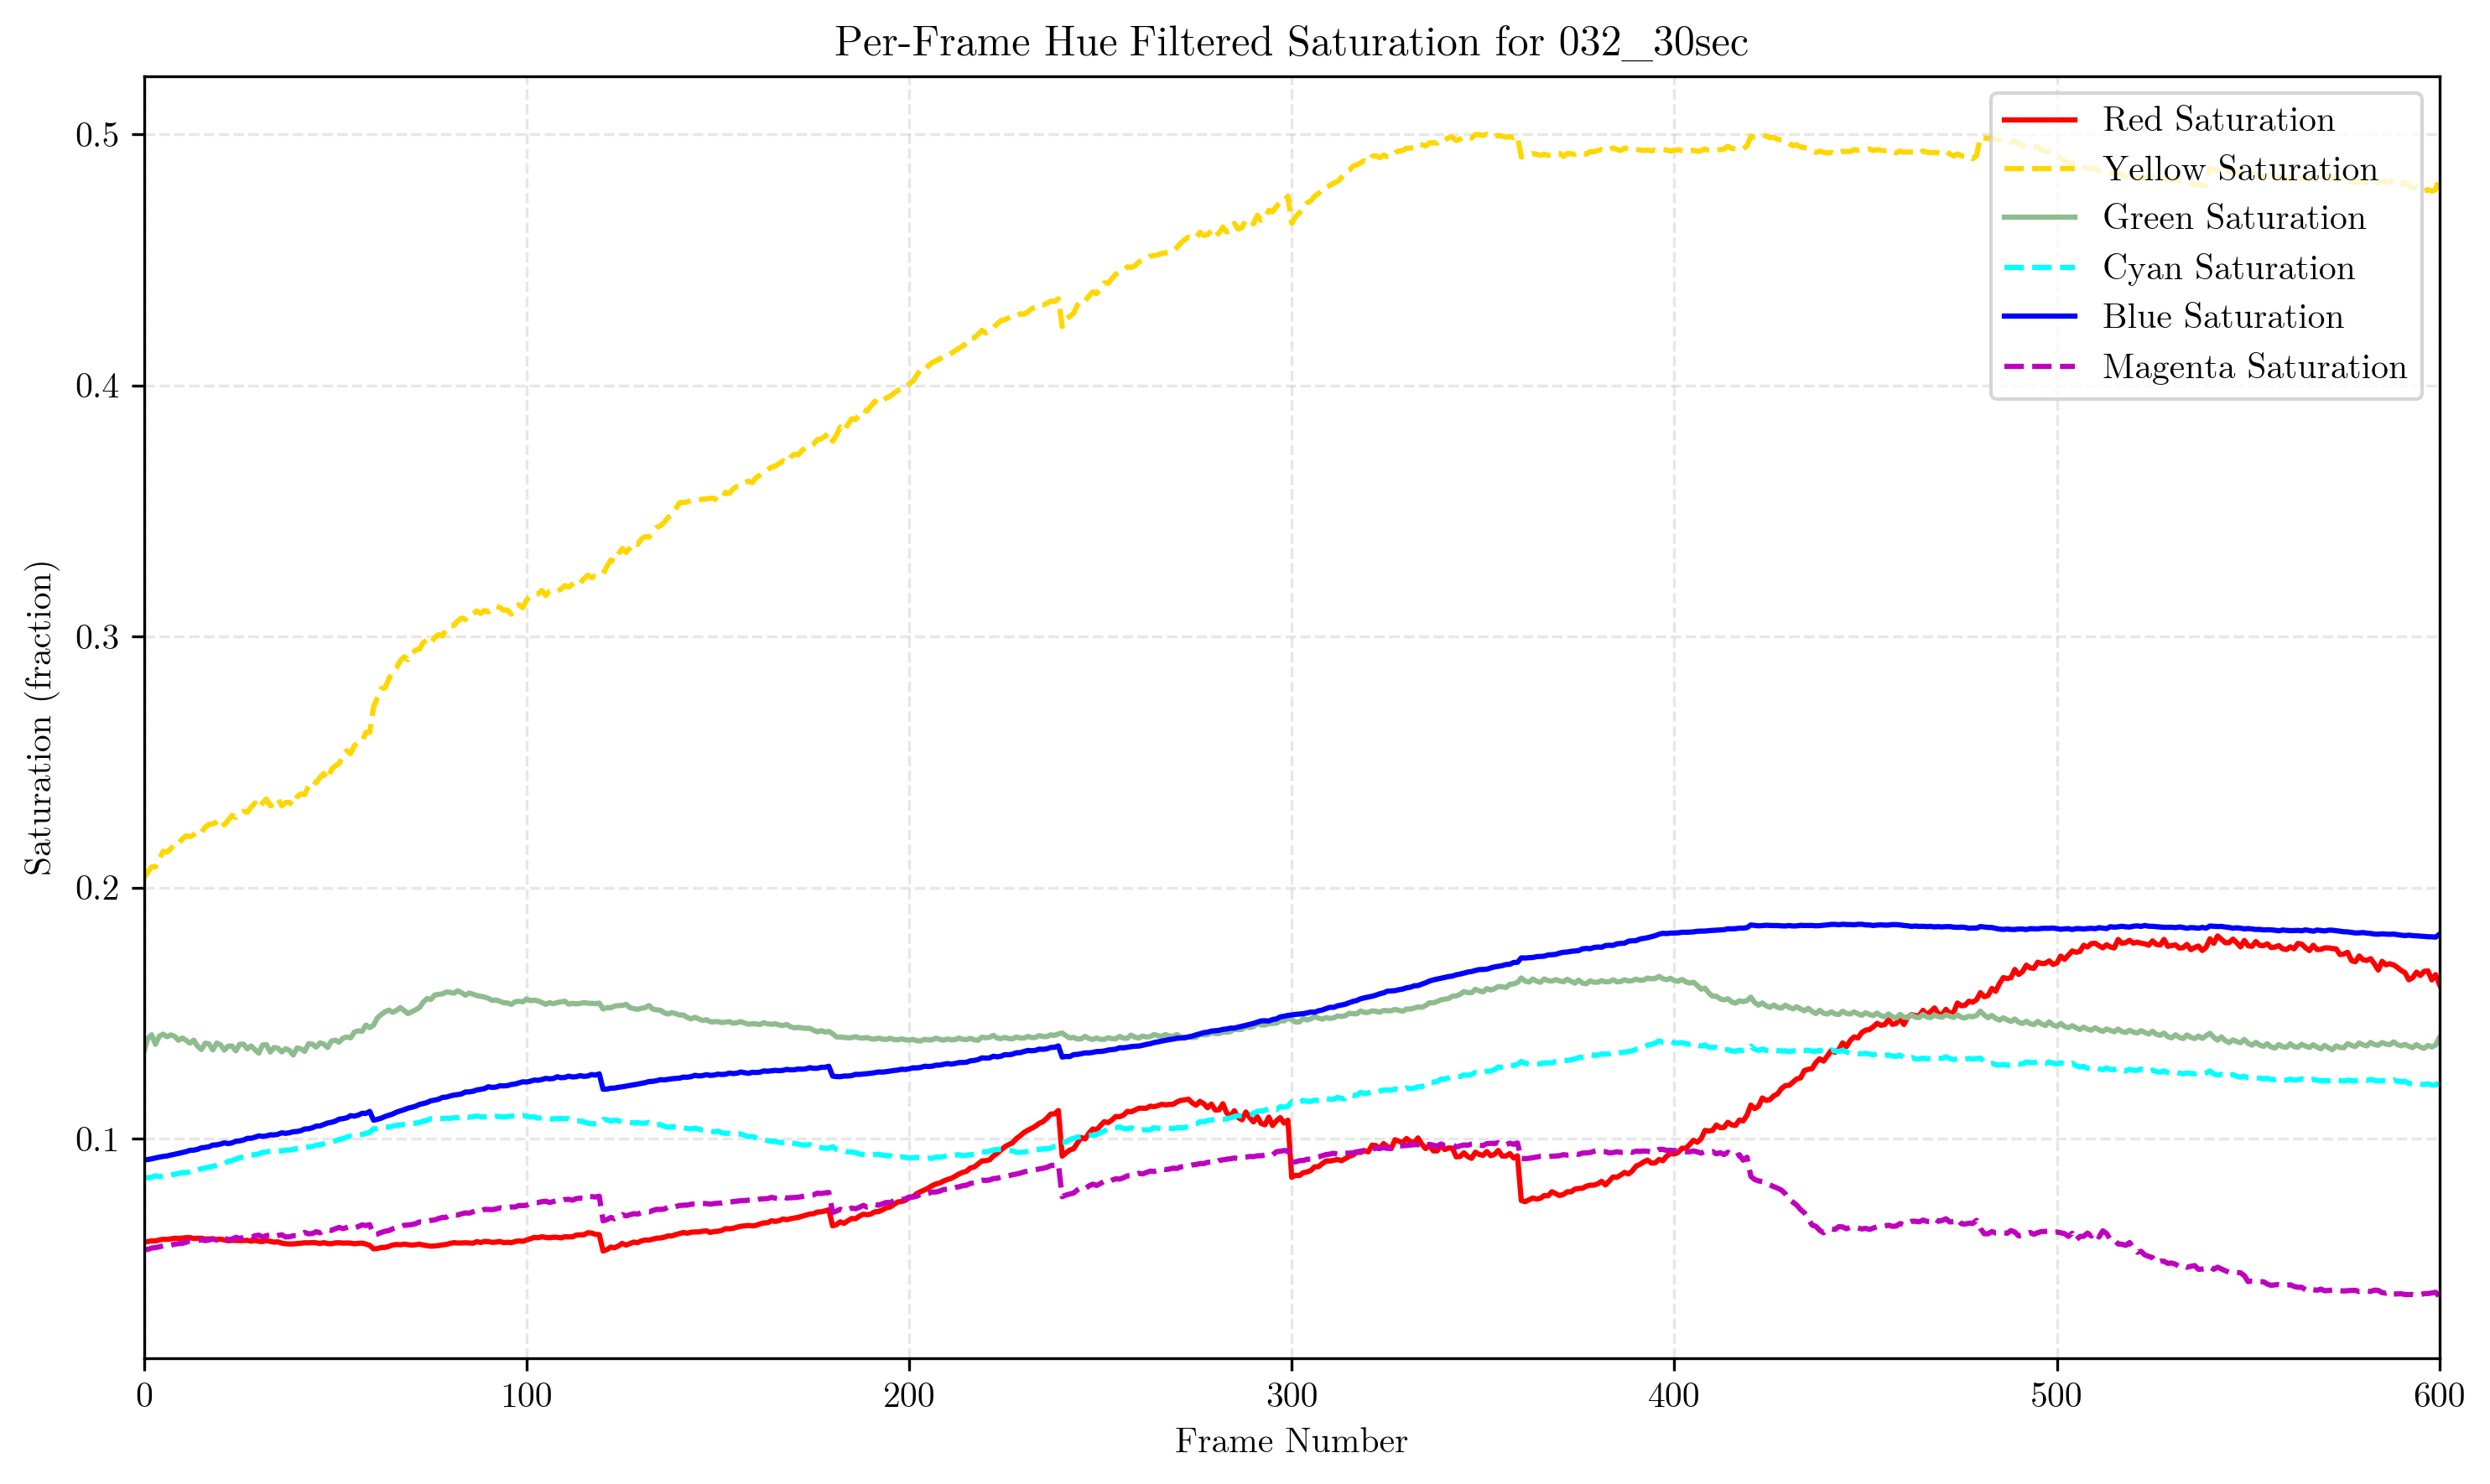 Per-Frame Hue Filtered Saturation for 032_30sec
Red Saturation
Yellow Saturation
Green Saturation
Cyan Saturation
Blue Saturation
Magenta Saturation
Saturation (fraction)
0.5
0.4
0.3
0.2
0.1
0 100 200 300 400 500 600
Frame Number